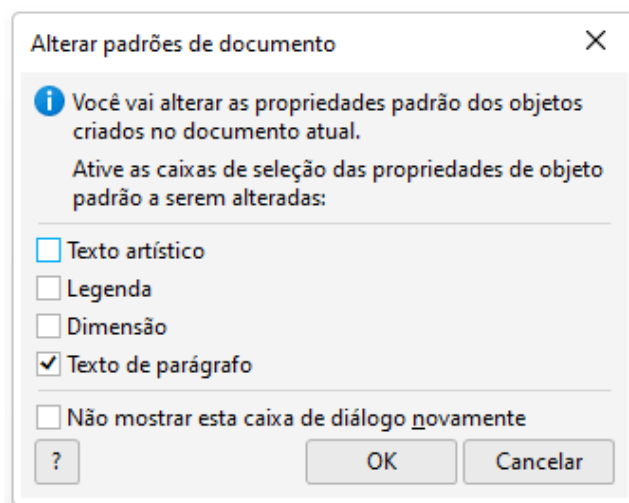 Alterar padrões de documento
Você vai alterar as propriedades padrão dos objetos
criados no documento atual.
Ative as caixas de seleção das propriedades de objeto
padrão a serem alteradas:
Texto artístico
Legenda
Dimensão
Texto de parágrafo
Não mostrar esta caixa de diálogo novamente
? OK Cancelar